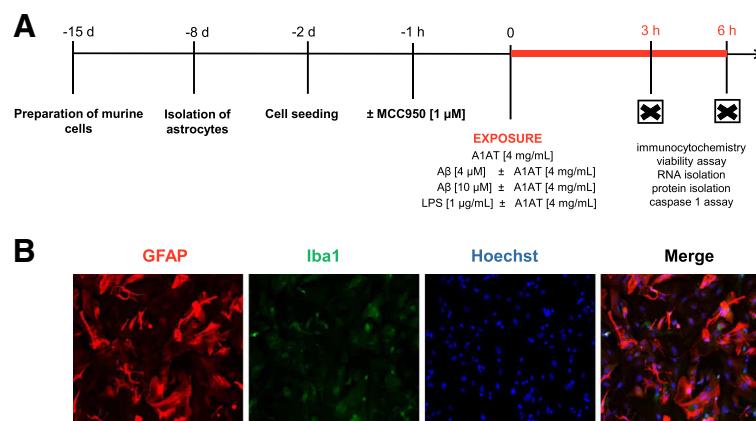 A
-15 d
-8 d
-2 d
-1 h
0
3 h
6 h
Preparation of murine
cells
Isolation of
astrocytes
Cell seeding
± MCC950 [1 µM]
EXPOSURE
A1AT [4 mg/mL]
Aβ [4 µM] ± A1AT [4 mg/mL]
Aβ [10 µM] ± A1AT [4 mg/mL]
LPS [1 µg/mL] ± A1AT [4 mg/mL]
immunocytochemistry
viability assay
RNA isolation
protein isolation
caspase 1 assay
B
GFAP
Iba1
Hoechst
Merge